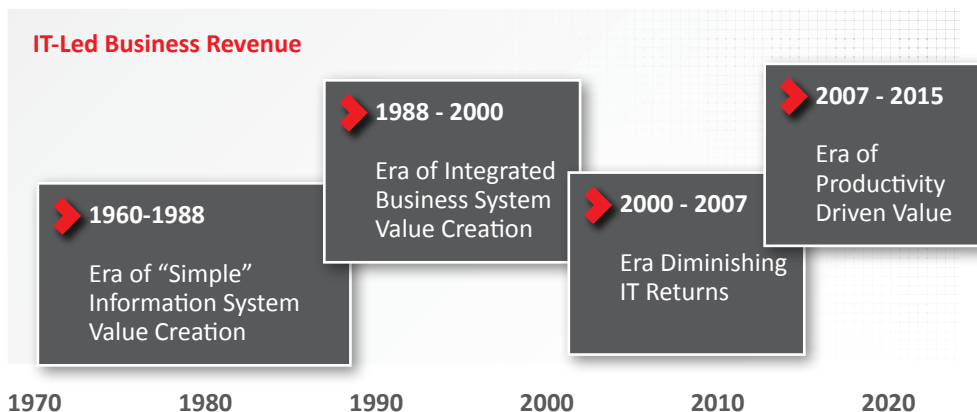 IT-Led Business Revenue
1960-1988
Era of “Simple”
Information System
Value Creation
1988 - 2000
Era of Integrated
Business System
Value Creation
2000 - 2007
Era Diminishing
IT Returns
2007 - 2015
Era of
Productivity
Driven Value
1970 1980 1990 2000 2010 2020